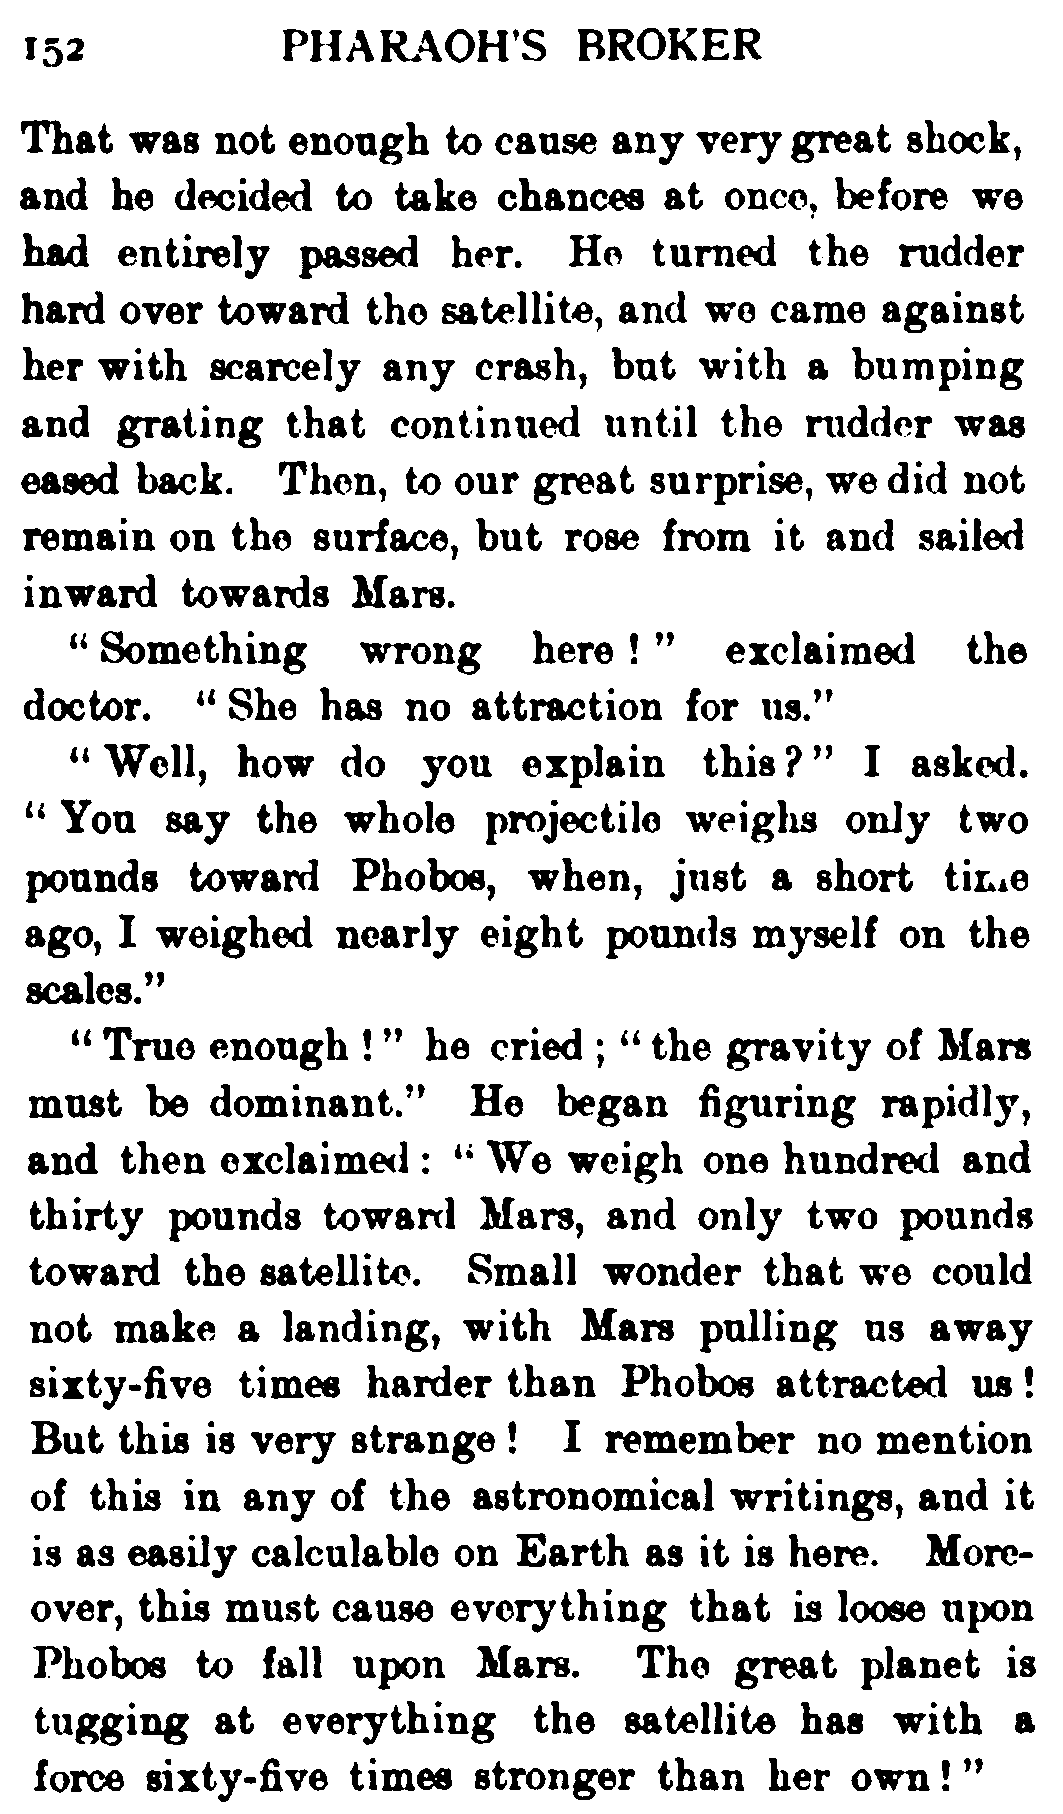 152 PHARAOH'S BROKER
That was not enough to cause any very great shock,
and he decided to take chances at once, before we
had entirely passed her. He turned the rudder
hard over toward the satellite, and we came against
her with scarcely any crash, but with a bumping
and grating that continued until the rudder was
eased back. Then, to our great surprise, we did not
remain on the surface, but rose from it and sailed
inward towards Mars.
"Something wrong here!" exclaimed the
doctor. "She has no attraction for us."
"Well, how do you explain this?" I asked.
"You say the whole projectile weighs only two
pounds toward Phobos, when, just a short time
ago, I weighed nearly eight pounds myself on the
scales."
"True enough!" he cried; "the gravity of Mars
must be dominant." He began figuring rapidly,
and then exclaimed: "We weigh one hundred and
thirty pounds toward Mars, and only two pounds
toward the satellite. Small wonder that we could
not make a landing, with Mars pulling us away
sixty-five times harder than Phobos attracted us!
But this is very strange! I remember no mention
of this in any of the astronomical writings, and it
is as easily calculable on Earth as it is here. More-
over, this must cause everything that is loose upon
Phobos to fall upon Mars. The great planet is
tugging at everything the satellite has with a
force sixty-five times stronger than her own!"